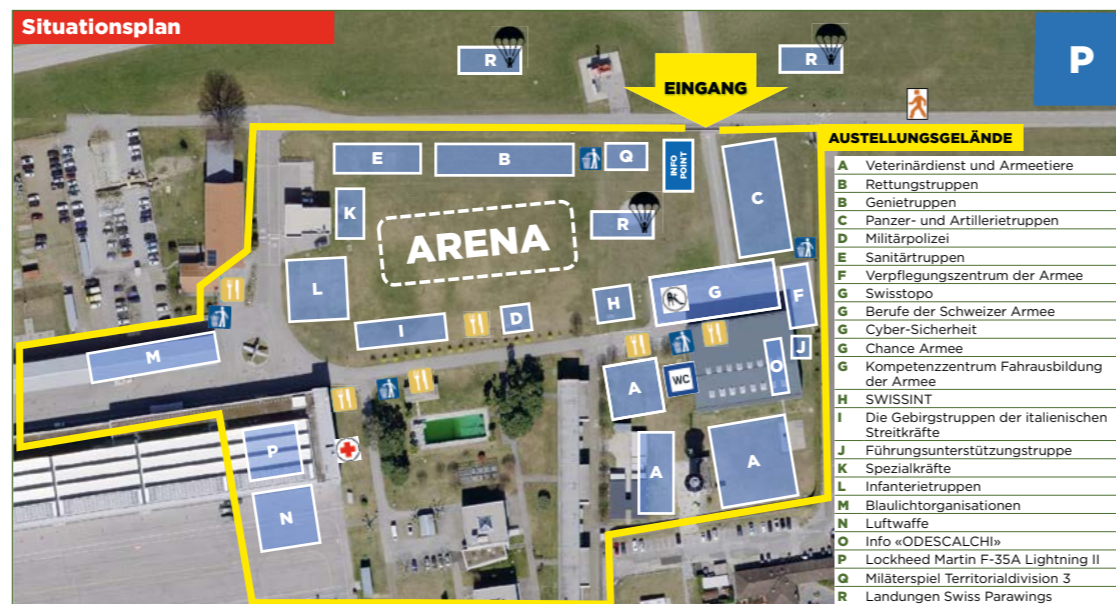 Situationsplan
R
R
P
EINGANG
AUSTELLUNGSGELÄNDE
E
B
Q
INFO
POINT
C
K
R
ARENA
L
I
D
H
G
F
J
M
A
WC
O
P
A
A
N
A Veterinärdienst und Armeetiere
B Rettungstruppen
B Genietruppen
C Panzer- und Artillerietruppen
D Militärpolizei
E Sanitärtruppen
F Verpflegungszentrum der Armee
G Swisstopo
G Berufe der Schweizer Armee
G Cyber-Sicherheit
G Chance Armee
G Kompetenzzentrum Fahrausbildung
der Armee
H SWISSINT
I Die Gebirgstruppen der italienischen
Streitkräfte
J Führungsunterstützungstruppe
K Spezialkräfte
L Infanterietruppen
M Blaulichtorganisationen
N Luftwaffe
O Info «ODESCALCHI»
P Lockheed Martin F-35A Lightning II
Q Miläterspiel Territorialdivision 3
R Landungen Swiss Parawings